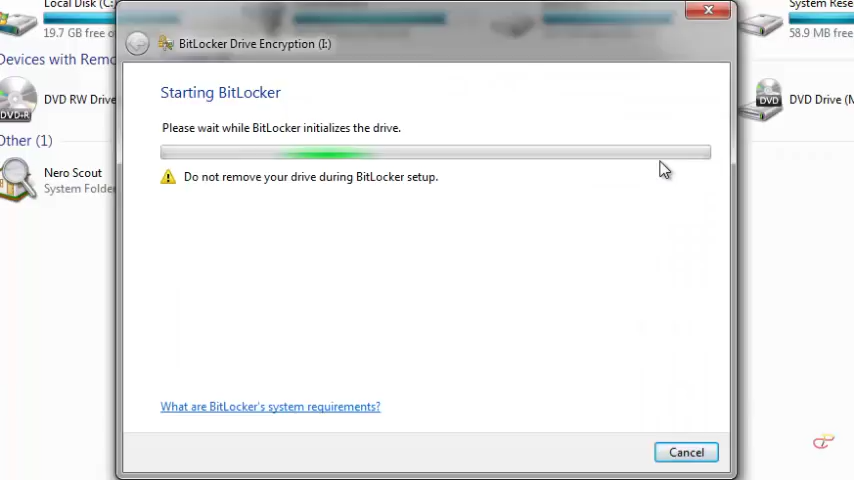 Local Disk (C:)
19.7 GB free o
System Rese
58.9 MB free
Devices with Remo
DVD RW Drive
DVD-R
DVD
DVD Drive (M
Other (1)
Nero Scout
System Folder
BitLocker Drive Encryption (I:)
Starting BitLocker
Please wait while BitLocker initializes the drive.
Do not remove your drive during BitLocker setup.
What are BitLocker's system requirements?
Cancel